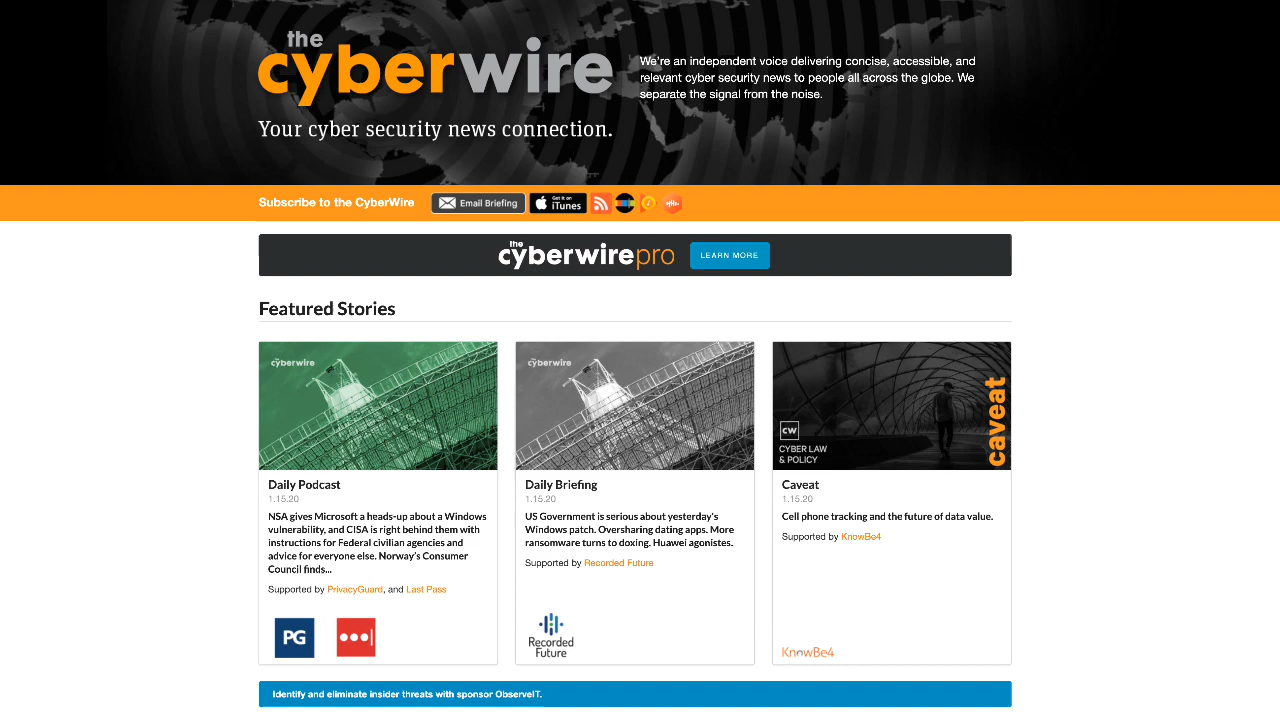 the
cyberwire
Your cyber security news connection.
We're an independent voice delivering concise, accessible, and
relevant cyber security news to people all across the globe. We
separate the signal from the noise.
Subscribe to the CyberWire
Email Briefing
Get it on
iTunes
the
cyberwirepro
LEARN MORE
Featured Stories
the
cyberwire
Daily Podcast
1.15.20
NSA gives Microsoft a heads-up about a Windows
vulnerability, and CISA is right behind them with
instructions for Federal civilian agencies and
advice for everyone else. Norway's Consumer
Council finds...
Supported by PrivacyGuard, and Last Pass
PG
the
cyberwire
Daily Briefing
1.15.20
US Government is serious about yesterday's
Windows patch. Oversharing dating apps. More
ransomware turns to doxing. Huawei agonistes.
Supported by Recorded Future
Recorded
Future
CW
CYBER LAW
& POLICY
caveat
Caveat
1.15.20
Cell phone tracking and the future of data value.
Supported by KnowBe4
KnowBe4
Identify and eliminate insider threats with sponsor ObserveIT.